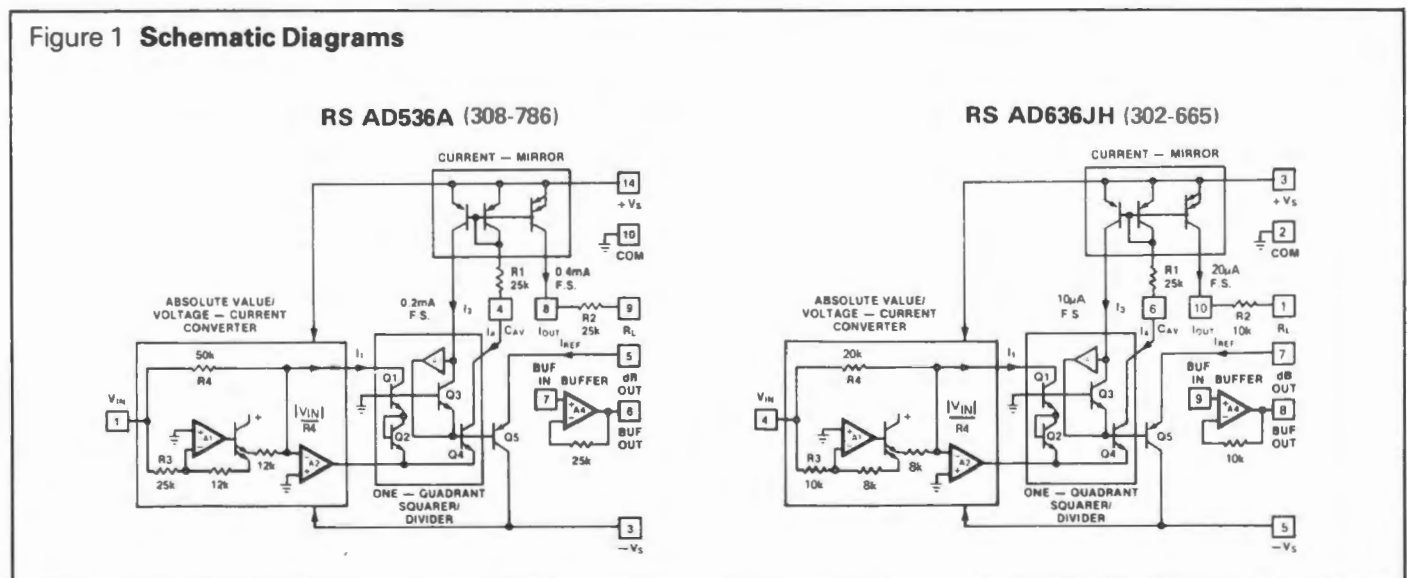 Figure 1 Schematic Diagrams
RS AD536A (308-786)
CURRENT — MIRROR
14
+VS
10
COM
R1
25k
0.4mA
F.S.
0.2mA
F.S.
I3
4
8
R2
25k
9
RL
I4
CAV
IOUT
IREF
5
dB
OUT
ABSOLUTE VALUE/
VOLTAGE — CURRENT
CONVERTER
50k
R4
I1
VIN
1
|VIN|
R4
A1
+
12k
R3
25k
12k
A2
Q1
Q2
Q3
Q4
Q5
BUF
IN
BUFFER
7
A4
6
BUF
OUT
25k
ONE — QUADRANT
SQUARER/
DIVIDER
3
−VS
RS AD636JH (302-665)
CURRENT — MIRROR
3
+VS
2
COM
R1
25k
20µA
F.S.
10µA
FS
I3
6
10
R2
10k
1
RL
I4
CAV
IOUT
IREF
7
dB
OUT
ABSOLUTE VALUE/
VOLTAGE — CURRENT
CONVERTER
20k
R4
I1
VIN
4
|VIN|
R4
A1
+
8k
R3
10k
8k
A2
Q1
Q2
Q3
Q4
Q5
BUF
IN
BUFFER
9
A4
8
BUF
OUT
10k
ONE — QUADRANT
SQUARER/
DIVIDER
5
−VS